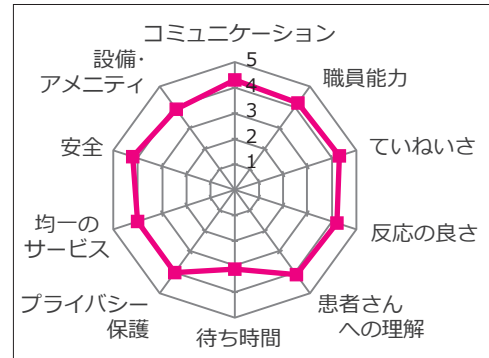 コミュニケーション
設備・
アメニティ
職員能力
安全
ていねいさ
均一の
サービス
反応の良さ
プライバシー
保護
患者さん
への理解
待ち時間
5
4
3
2
1